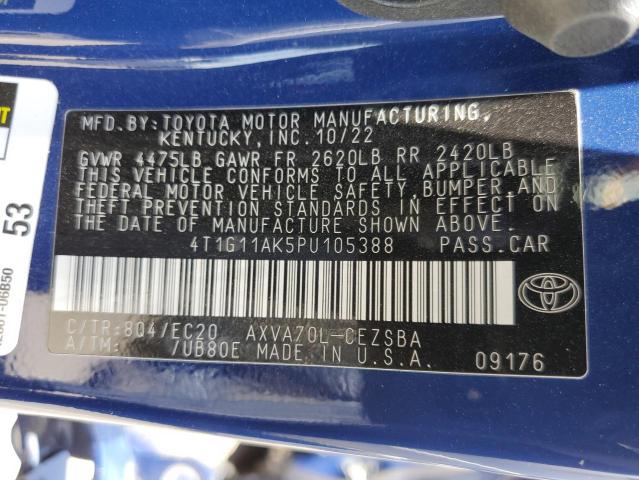 MFD.BY:TOYOTA MOTOR MANUFACTURING,
KENTUCKY,INC.10/22
GVWR 4475LB GAWR FR 2620LB RR 2420LB
THIS VEHICLE CONFORMS TO ALL APPLICABLE
FEDERAL MOTOR VEHICLE SAFETY,BUMPER,AND
THEFT PREVENTION STANDARDS IN EFFECT ON
THE DATE OF MANUFACTURE SHOWN ABOVE.
4T1G11AK5PU105388 PASS.CAR
C/TR:8Q4/EC20 AXVA70L-CEZSBA
A/TM: /UB80E MADE IN U.S.A.
09176
53